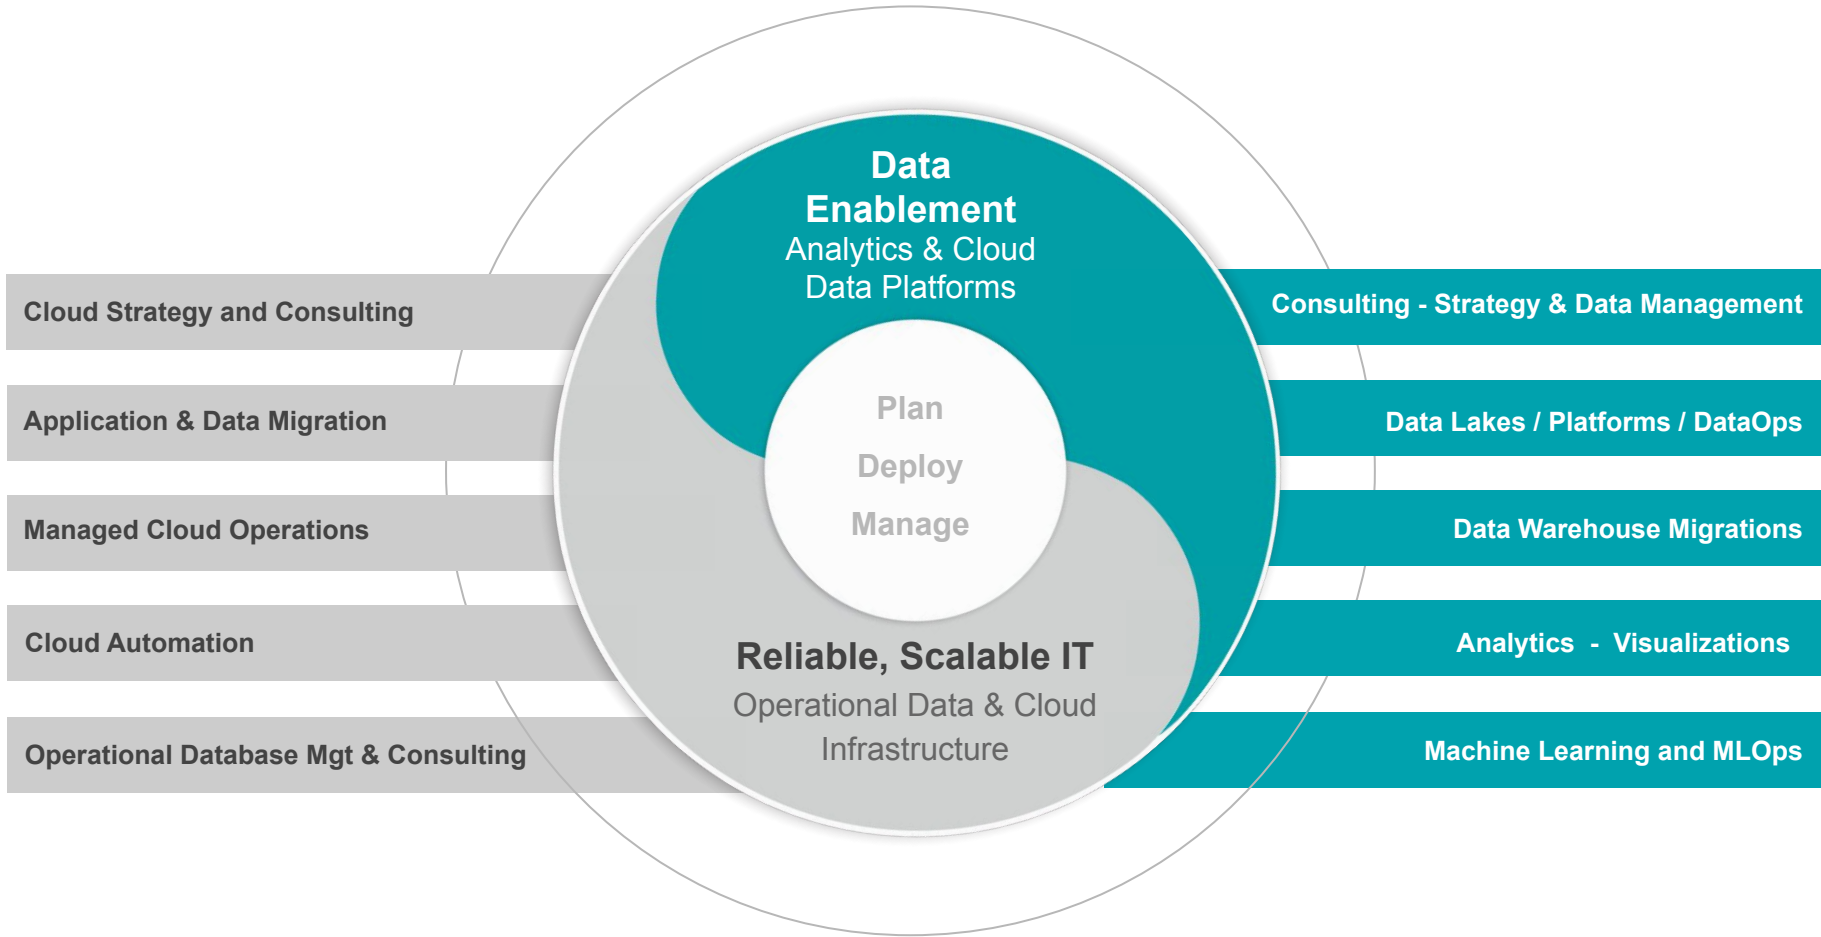 Data
Enablement
Analytics & Cloud
Data Platforms
Plan
Deploy
Manage
Reliable, Scalable IT
Operational Data & Cloud
Infrastructure
Cloud Strategy and Consulting
Application & Data Migration
Managed Cloud Operations
Cloud Automation
Operational Database Mgt & Consulting
Consulting - Strategy & Data Management
Data Lakes / Platforms / DataOps
Data Warehouse Migrations
Analytics - Visualizations
Machine Learning and MLOps